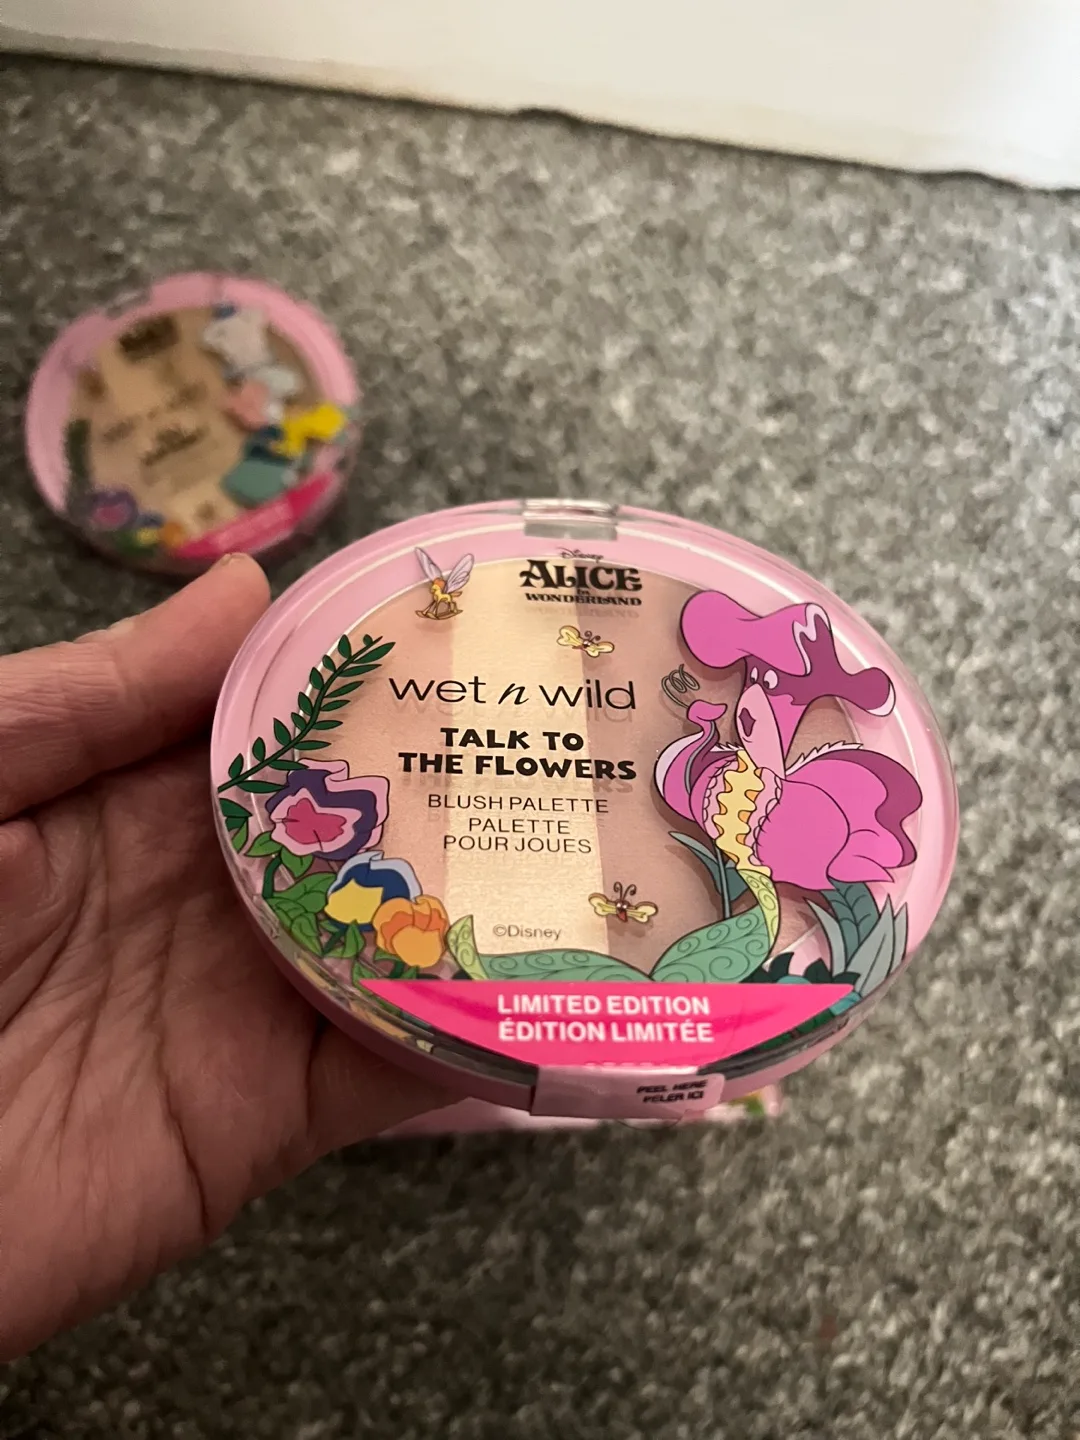 Disney
ALICE
in
WONDERLAND
wet n wild
TALK TO
THE FLOWERS
BLUSH PALETTE
PALETTE
POUR JOUES
©Disney
LIMITED EDITION
ÉDITION LIMITÉE
PEEL HERE
PELER ICI